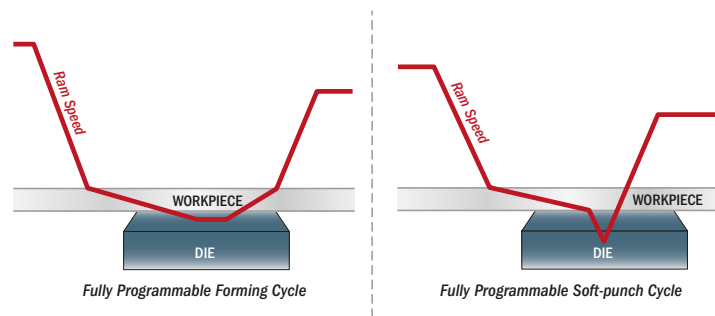 Ram Speed
WORKPIECE
DIE
Fully Programmable Forming Cycle
Ram Speed
WORKPIECE
DIE
Fully Programmable Soft-punch Cycle